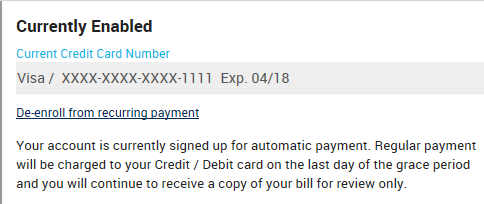 Currently Enabled
Current Credit Card Number
Visa / XXXX-XXXX-XXXX-1111 Exp. 04/18
De-enroll from recurring payment
Your account is currently signed up for automatic payment. Regular payment
will be charged to your Credit / Debit card on the last day of the grace period
and you will continue to receive a copy of your bill for review only.